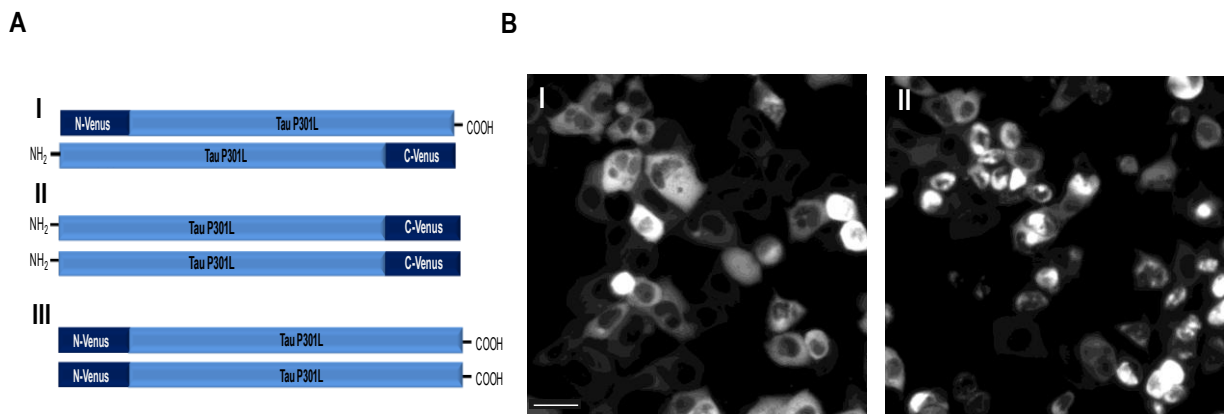 A
B
I
N-Venus Tau P301L COOH
NH2 Tau P301L C-Venus
II
NH2 Tau P301L C-Venus
NH2 Tau P301L C-Venus
III
N-Venus Tau P301L COOH
N-Venus Tau P301L COOH
I
II